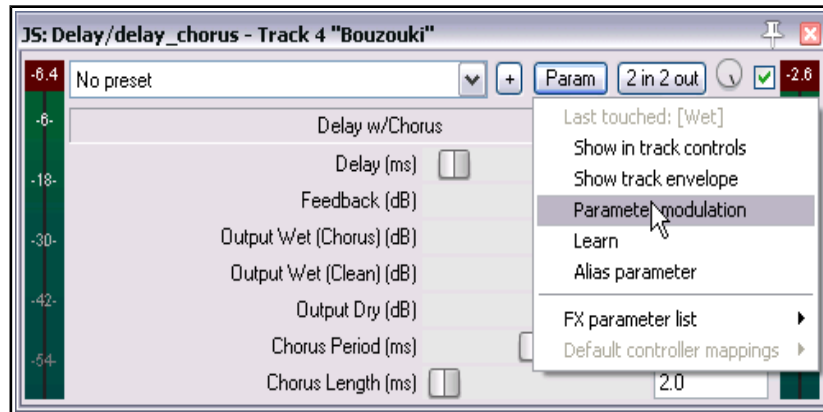 JS: Delay/delay_chorus - Track 4 "Bouzouki"
-6.4 No preset + Param 2 in 2 out -2.6
Last touched: [Wet]
-6- Delay w/Chorus
Show in track controls
Delay (ms)
-18- Show track envelope
Feedback (dB)
Parameter modulation
-30- Output Wet (Chorus) (dB)
Learn
Output Wet (Clean) (dB)
Alias parameter
-42- Output Dry (dB)
FX parameter list
Chorus Period (ms)
-54- Default controller mappings
Chorus Length (ms) 2.0